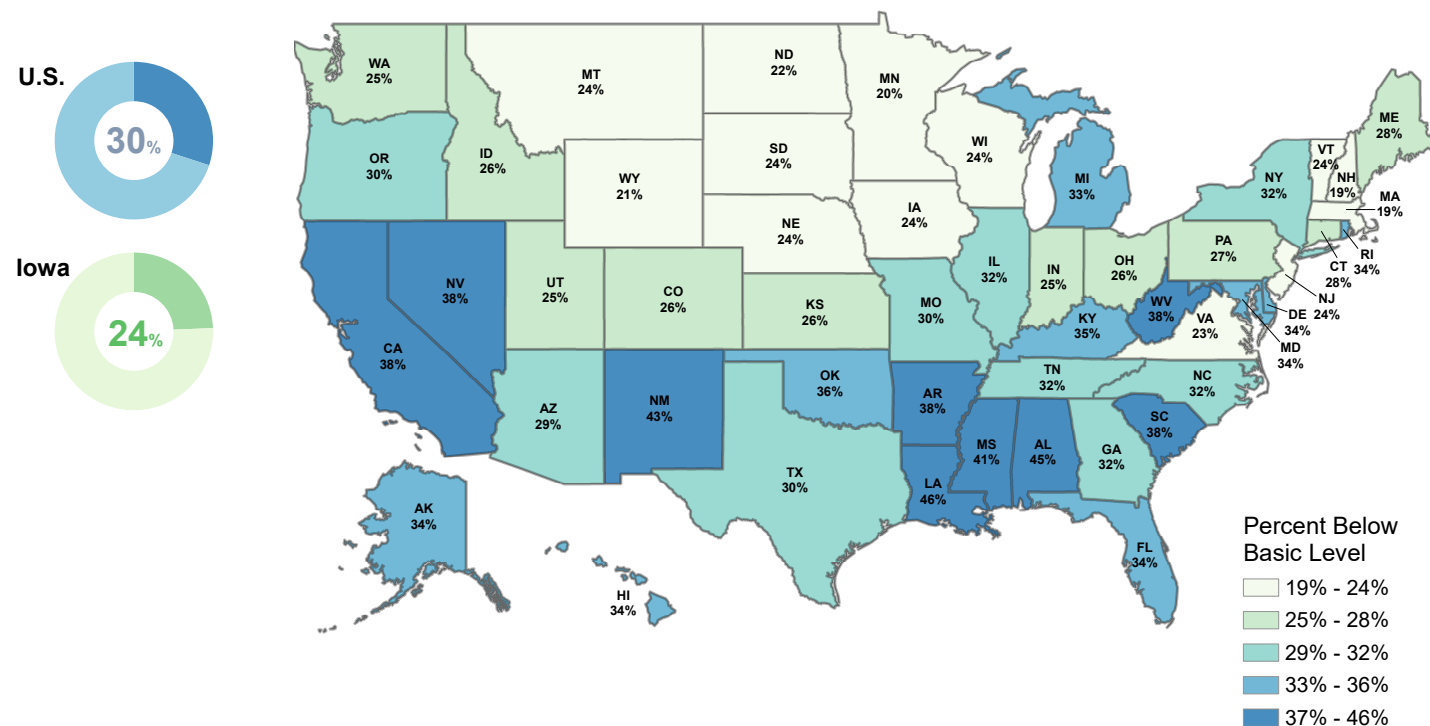 U.S.
30%
Iowa
24%
WA
25%
OR
30%
ID
26%
MT
24%
WY
21%
ND
22%
SD
24%
NE
24%
MN
20%
IA
24%
WI
24%
MI
33%
CA
38%
NV
38%
UT
25%
CO
26%
KS
26%
MO
30%
IL
32%
IN
25%
OH
26%
KY
35%
WV
38%
VA
23%
PA
27%
NY
32%
VT
24%
NH
19%
ME
28%
MA
19%
RI
34%
CT
28%
NJ
24%
DE
34%
MD
34%
AZ
29%
NM
43%
OK
36%
AR
38%
TN
32%
NC
32%
SC
38%
TX
30%
LA
46%
MS
41%
AL
45%
GA
32%
FL
34%
AK
34%
HI
34%
Percent Below
Basic Level
19% - 24%
25% - 28%
29% - 32%
33% - 36%
37% - 46%